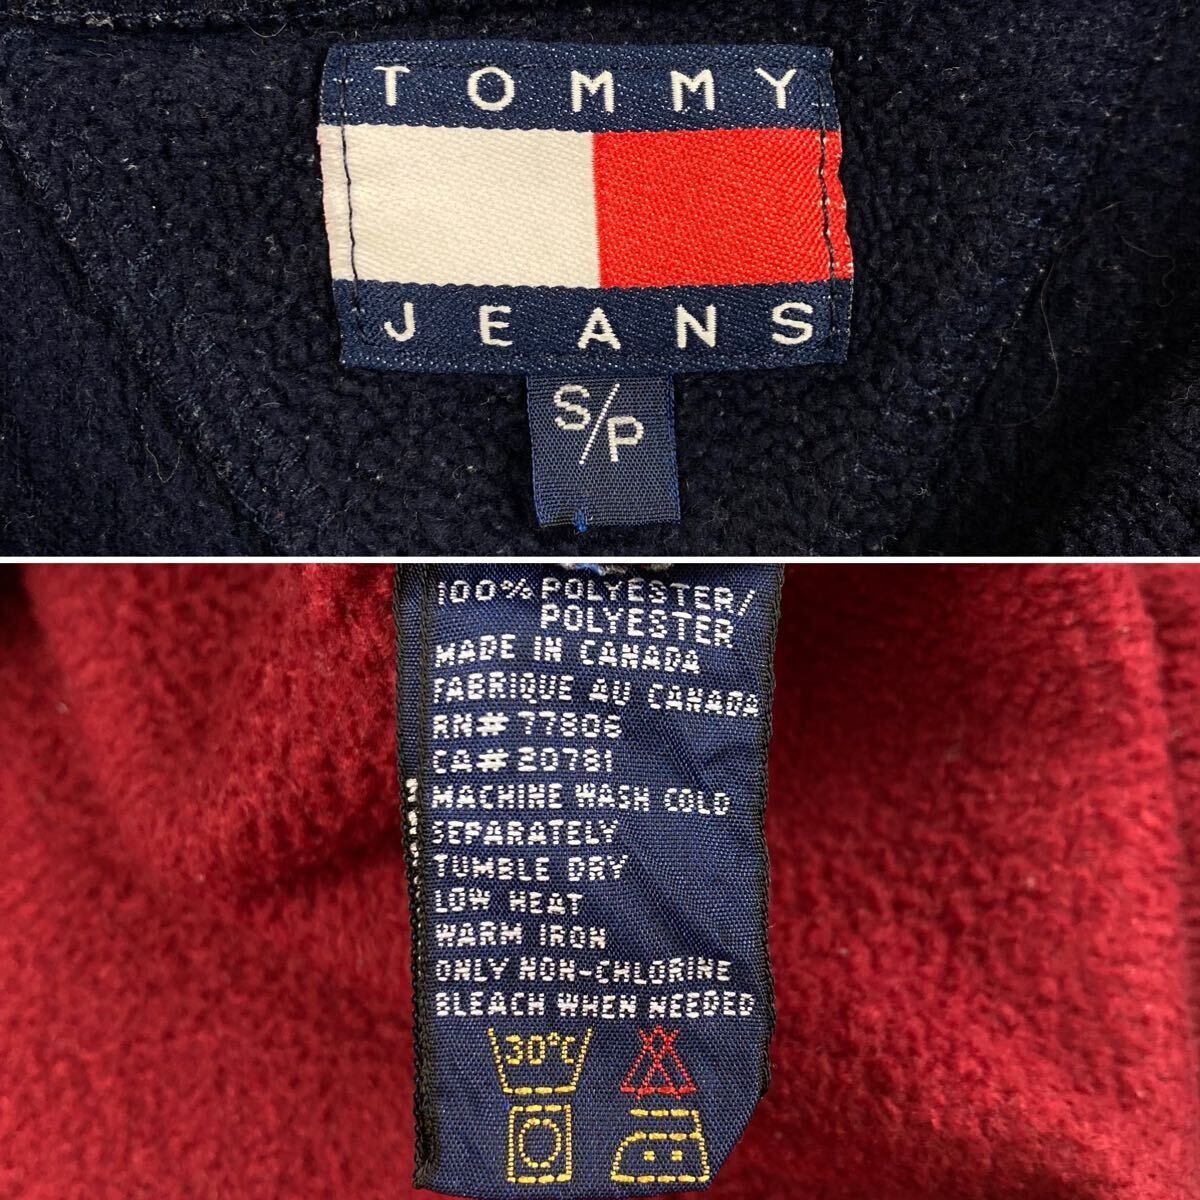 TOMMY
JEANS
S/P
100% POLYESTER/
POLYESTER
MADE IN CANADA
FABRIQUE AU CANADA
RN# 77806
CA# 20781
MACHINE WASH COLD
SEPARATELY
TUMBLE DRY
LOW HEAT
WARM IRON
ONLY NON-CHLORINE
BLEACH WHEN NEEDED
30°C